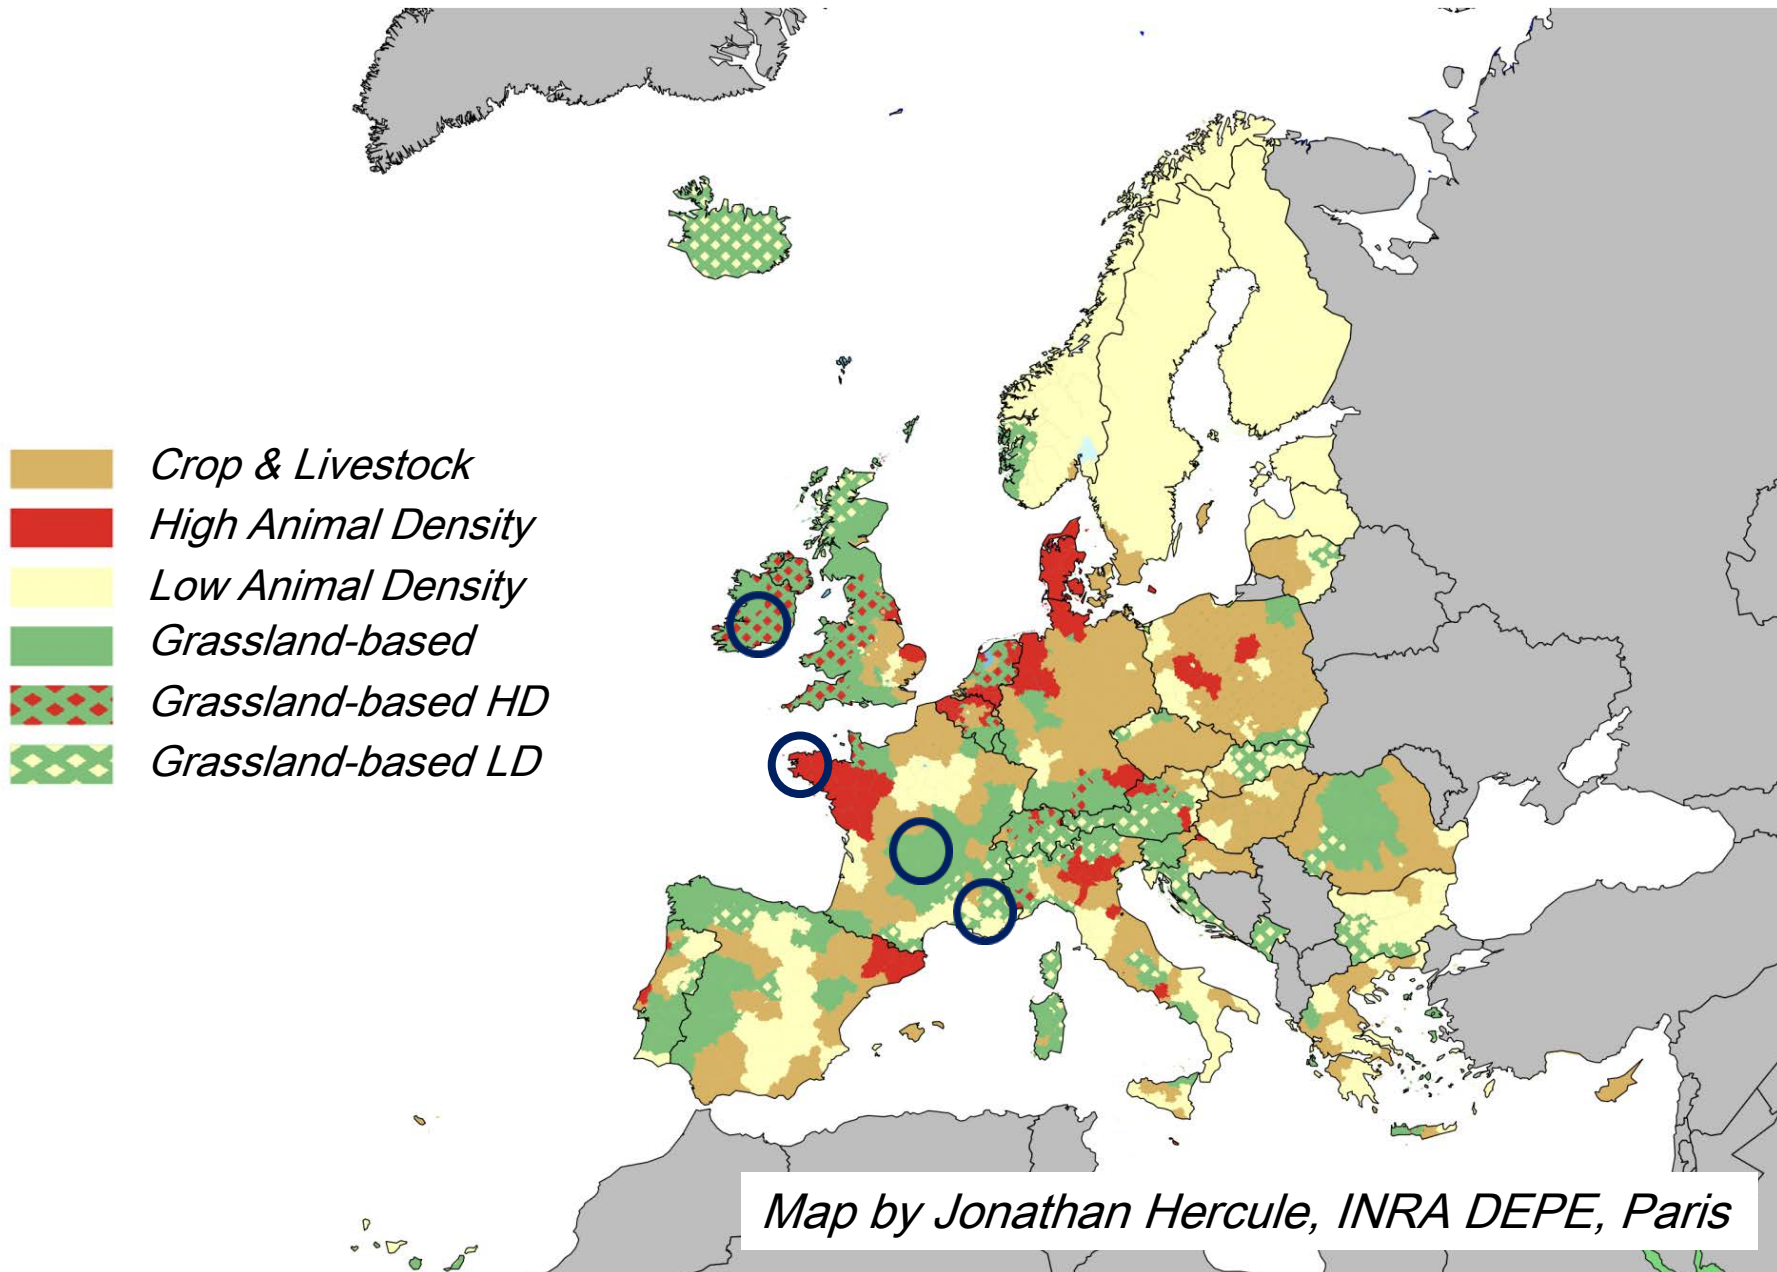 Crop & Livestock
High Animal Density
Low Animal Density
Grassland-based
Grassland-based HD
Grassland-based LD
Map by Jonathan Hercule, INRA DEPE, Paris